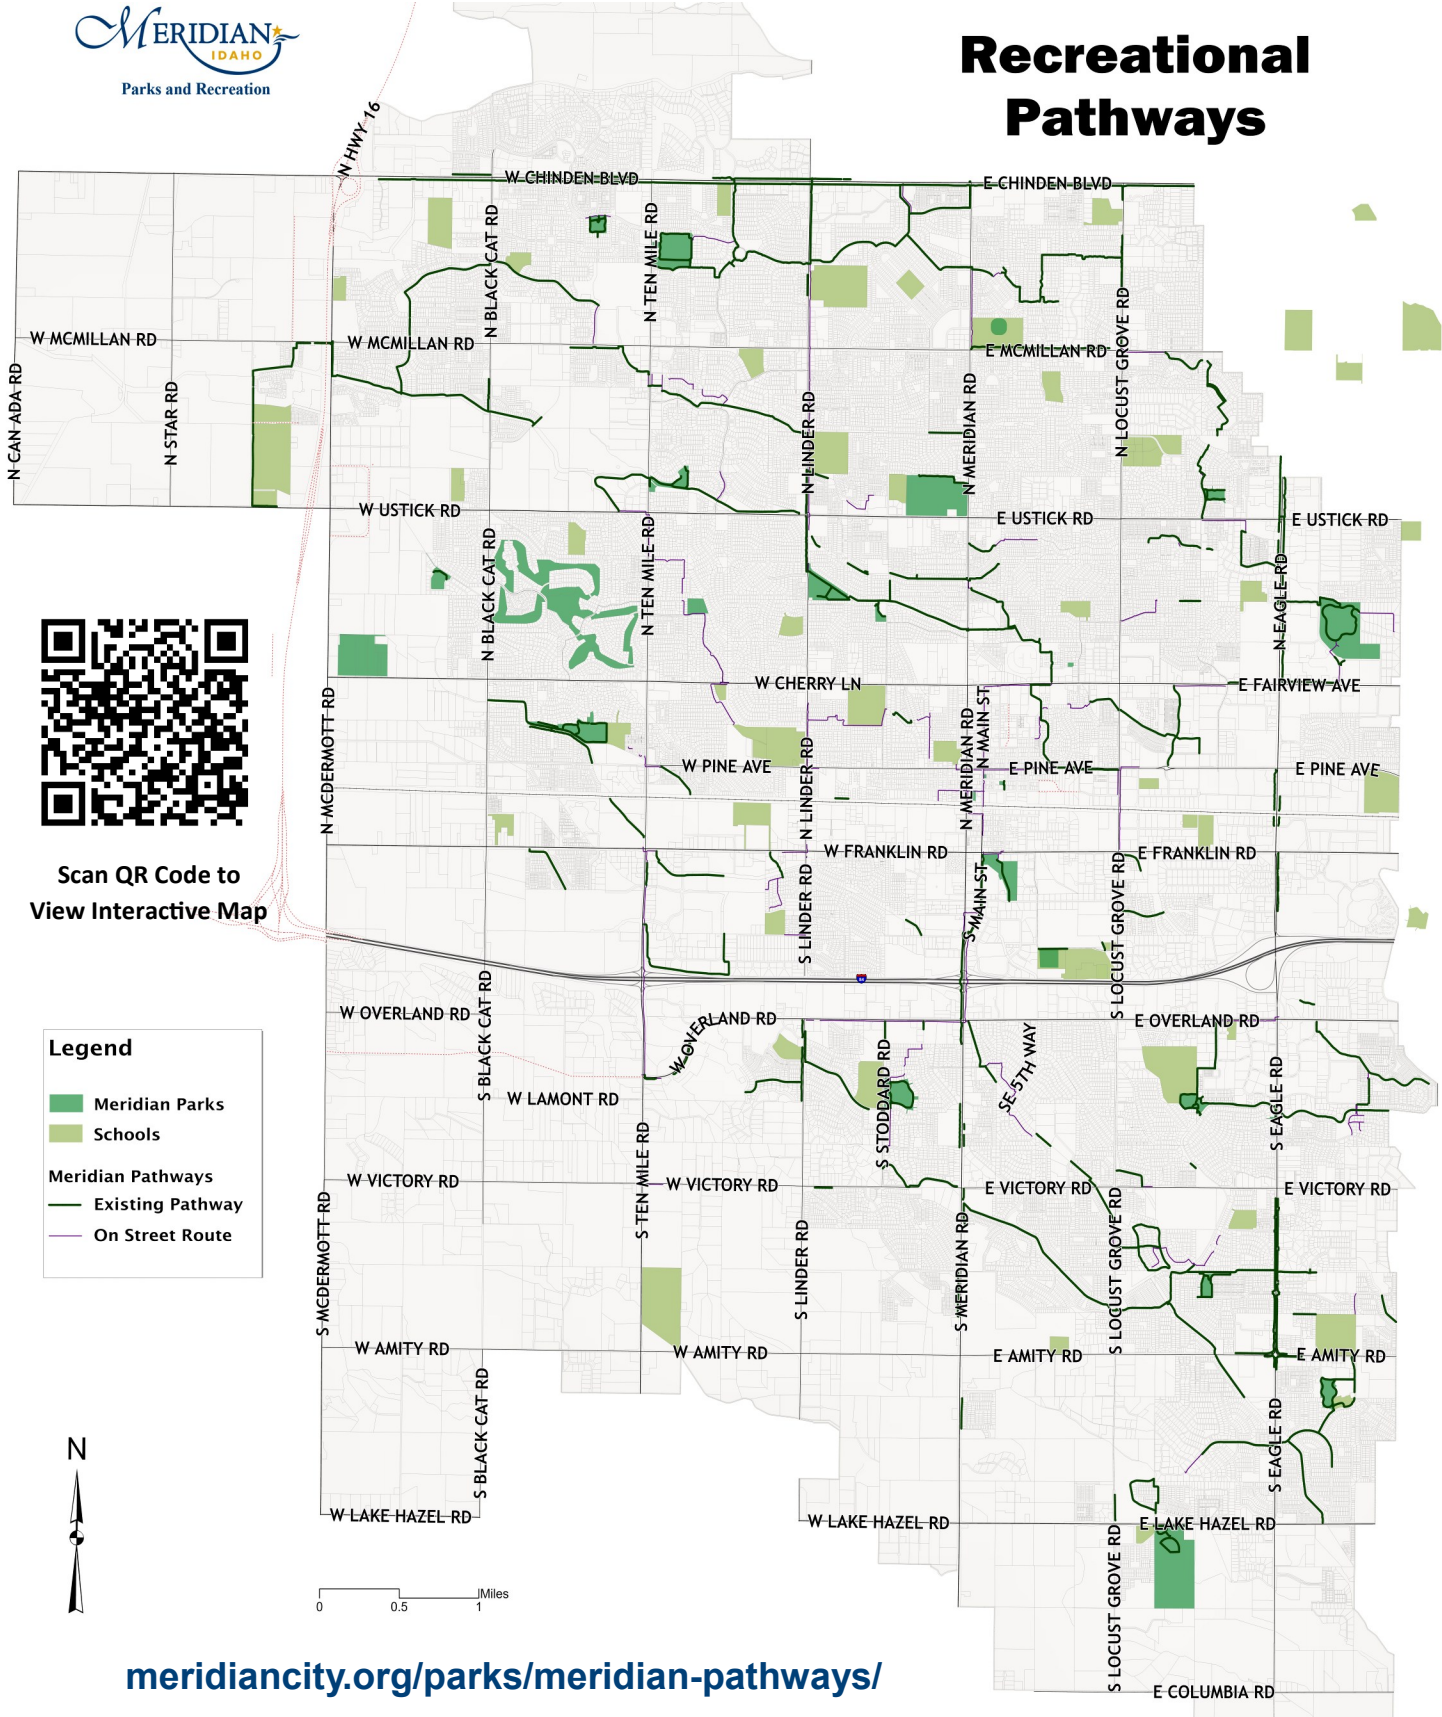 MERIDIAN
IDAHO
Parks and Recreation
Recreational
Pathways
N HWY 16
W CHINDEN BLVD
E CHINDEN BLVD
N BLACK CAT RD
N TEN MILE RD
W MCMILLAN RD
W MCMILLAN RD
E MCMILLAN RD
N LOCUST GROVE RD
N CAN ADA RD
N STAR RD
N LINDER RD
N MERIDIAN RD
W USTICK RD
E USTICK RD
E USTICK RD
N BLACK CAT RD
N TEN MILE RD
N EAGLE RD
W CHERRY LN
E FAIRVIEW AVE
N MCDERMOTT RD
N LINDER RD
N MERIDIAN RD
N MAIN ST
W PINE AVE
E PINE AVE
E PINE AVE
W FRANKLIN RD
E FRANKLIN RD
Scan QR Code to
View Interactive Map
S LINDER RD
S MAIN ST
S LOCUST GROVE RD
S BLACK CAT RD
W OVERLAND RD
W OVERLAND RD
E OVERLAND RD
W LAMONT RD
S STODDARD RD
SE 5TH WAY
S EAGLE RD
Legend
Meridian Parks
Schools
Meridian Pathways
Existing Pathway
On Street Route
S TEN MILE RD
W VICTORY RD
W VICTORY RD
E VICTORY RD
E VICTORY RD
S MCDERMOTT RD
S LINDER RD
S MERIDIAN RD
S LOCUST GROVE RD
W AMITY RD
W AMITY RD
E AMITY RD
E AMITY RD
S BLACK CAT RD
S EAGLE RD
N
W LAKE HAZEL RD
W LAKE HAZEL RD
E LAKE HAZEL RD
S LOCUST GROVE RD
Miles
0 0.5 1
meridiancity.org/parks/meridian-pathways/
E COLUMBIA RD